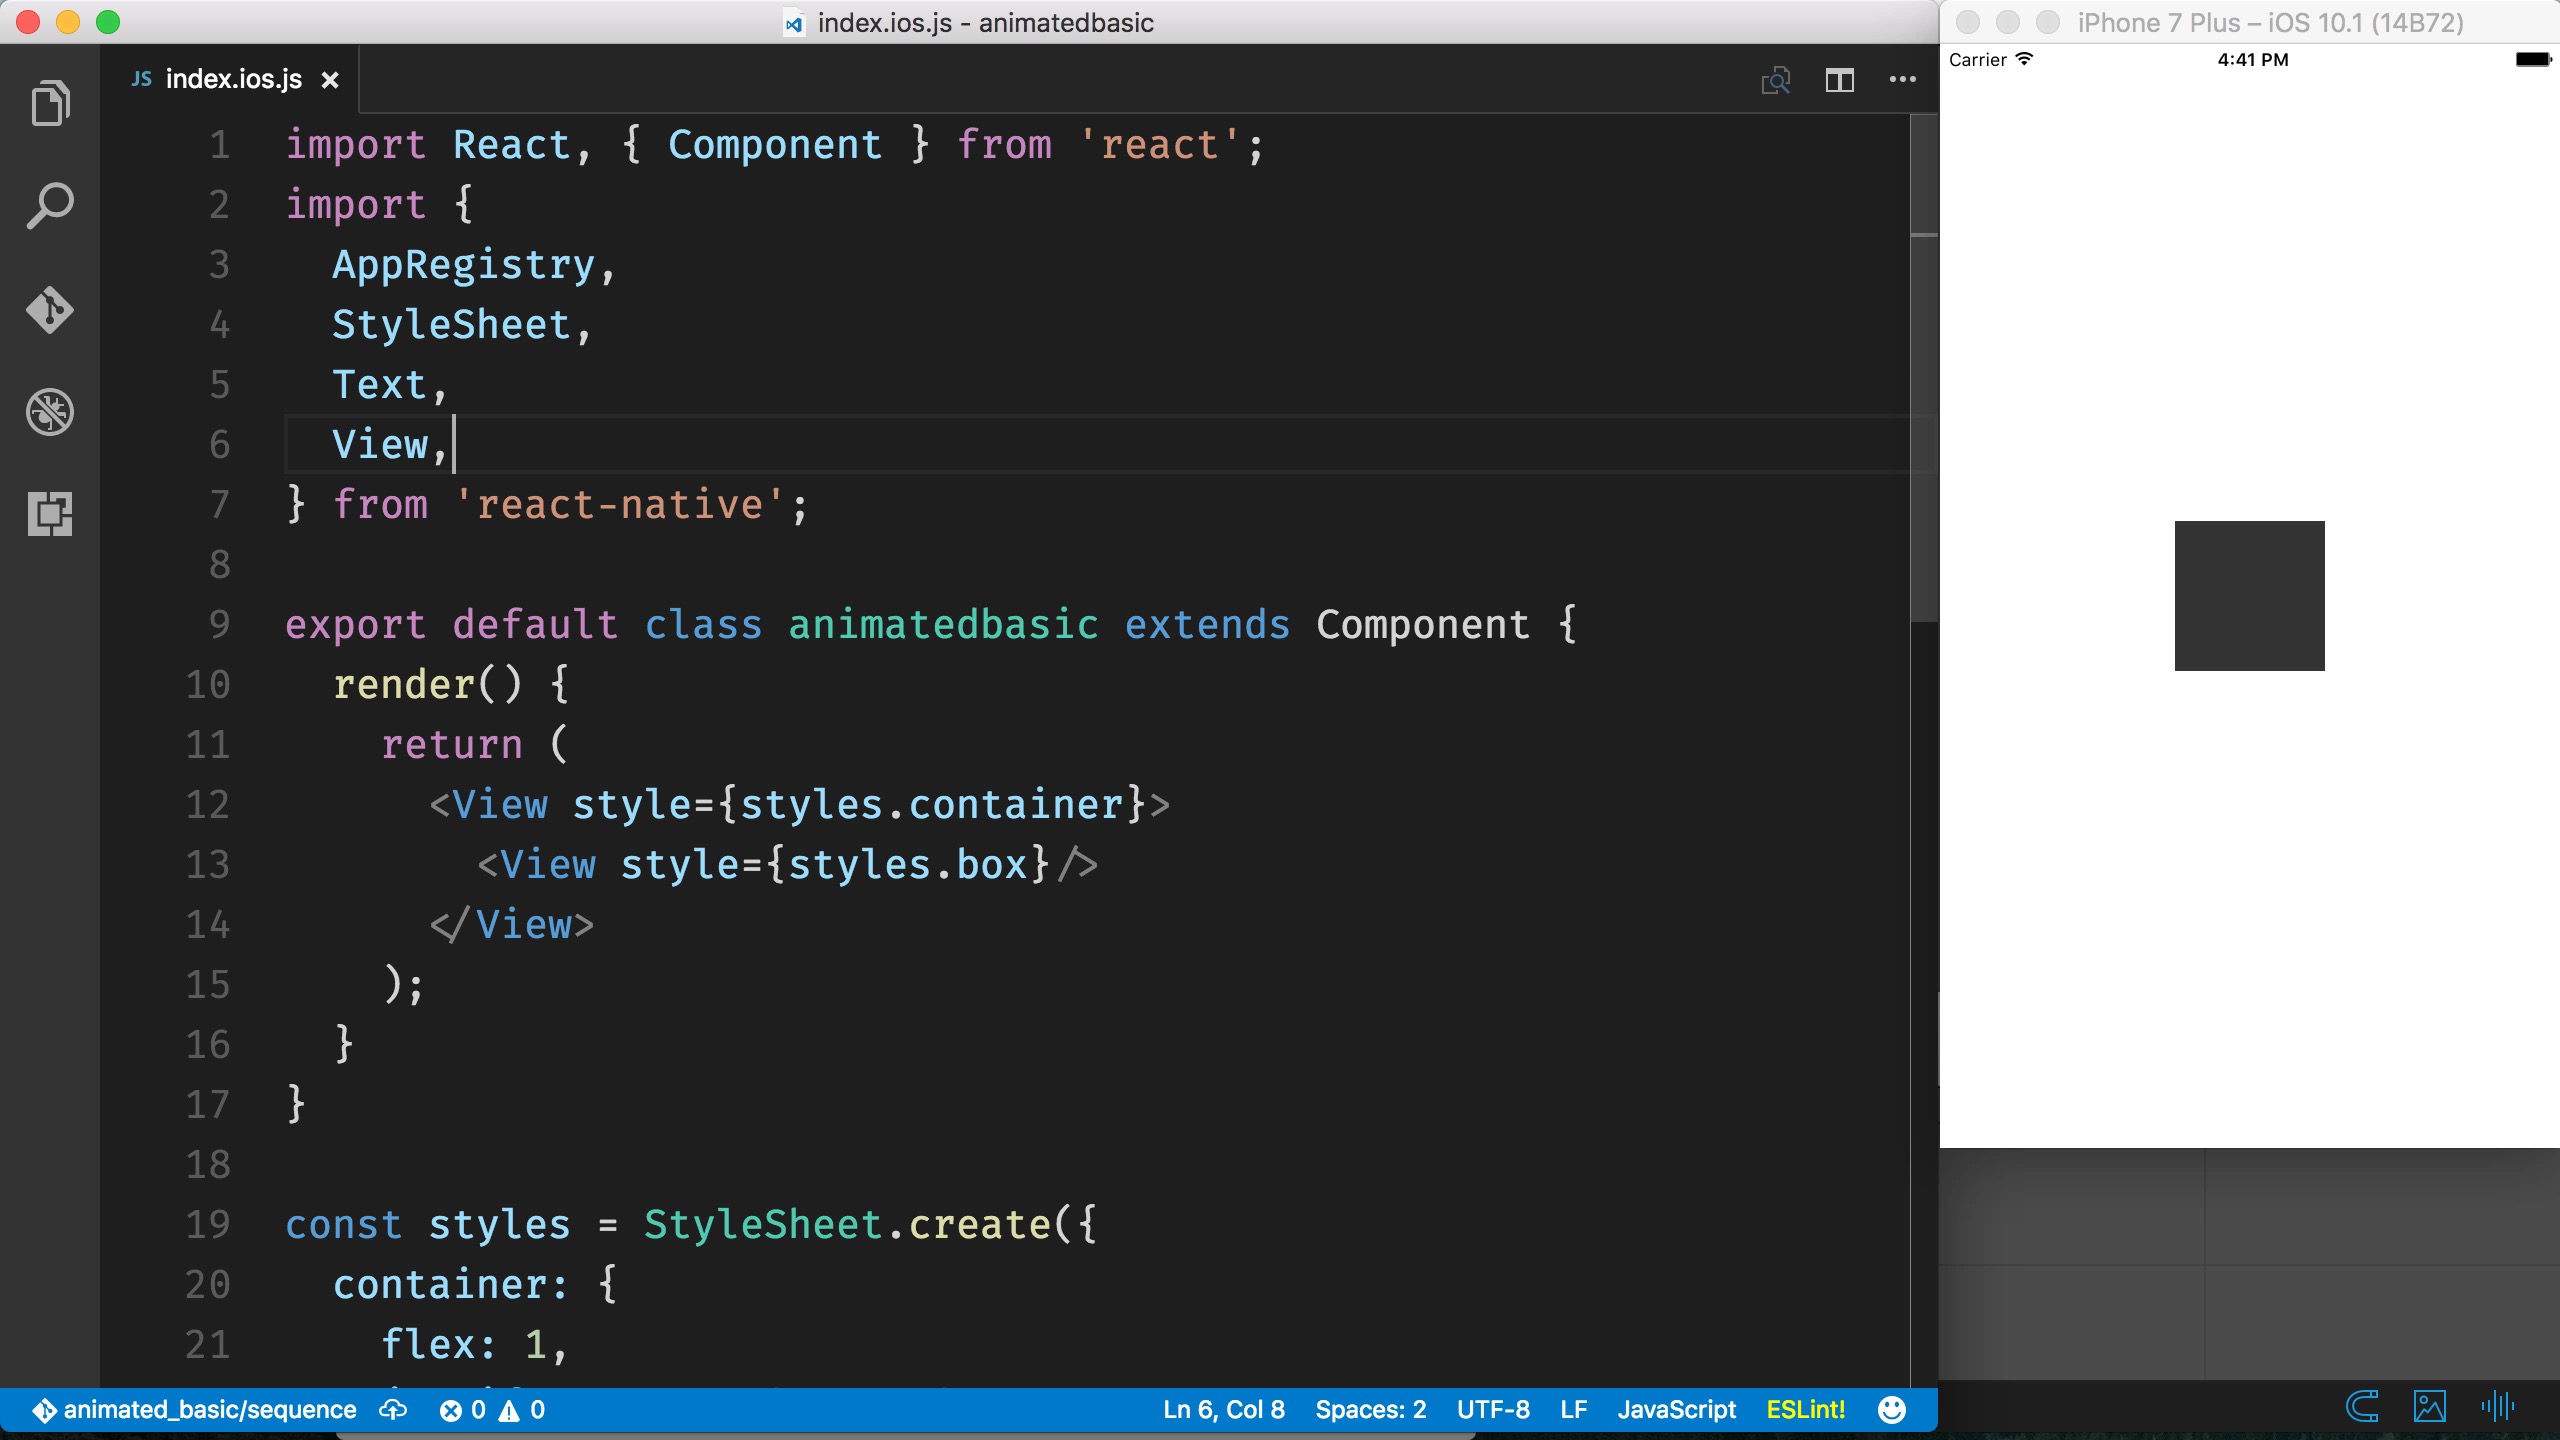 index.ios.js - animatedbasic
iPhone 7 Plus – iOS 10.1 (14B72)
Carrier
4:41 PM
JS index.ios.js
1 import React, { Component } from 'react';
2 import {
3   AppRegistry,
4   StyleSheet,
5   Text,
6   View,
7 } from 'react-native';
8
9 export default class animatedbasic extends Component {
10   render() {
11     return (
12       <View style={styles.container}>
13         <View style={styles.box}/>
14       </View>
15     );
16   }
17 }
18
19 const styles = StyleSheet.create({
20   container: {
21     flex: 1,
animated_basic/sequence 0 0 Ln 6, Col 8 Spaces: 2 UTF-8 LF JavaScript ESLint!